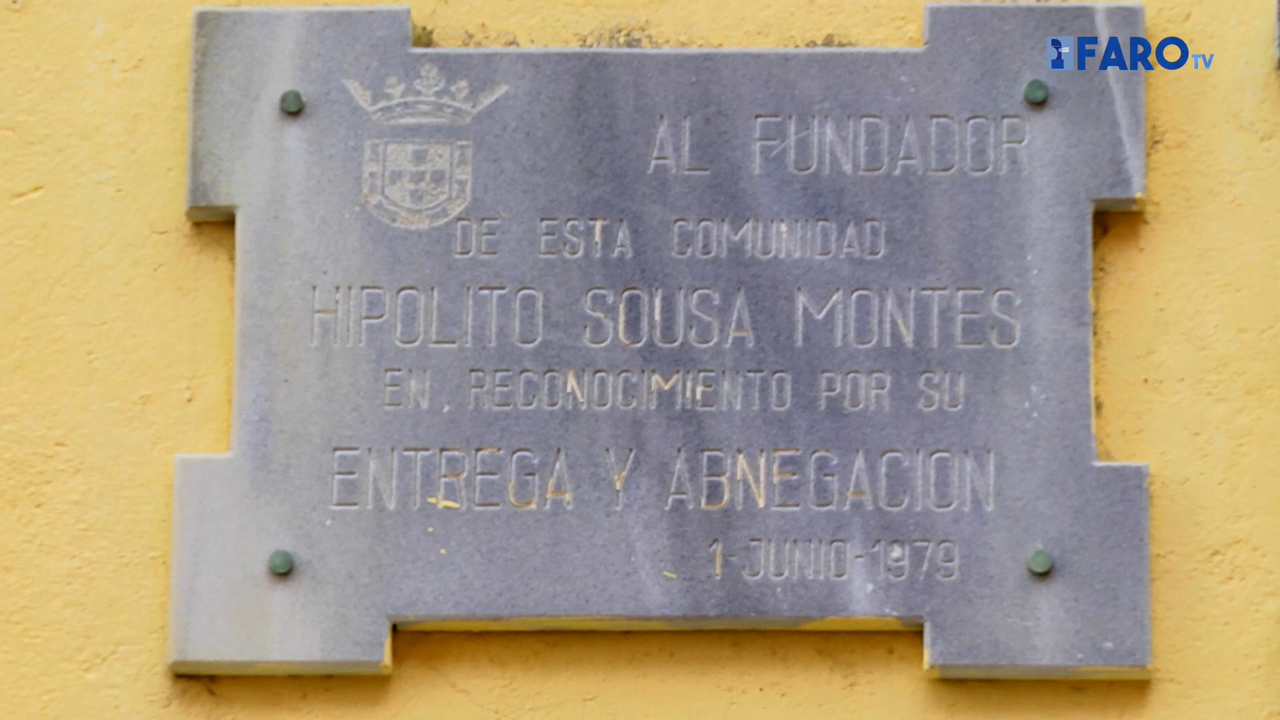 FARO TV
AL FUNDADOR
DE ESTA COMUNIDAD
HIPOLITO SOUSA MONTES
EN RECONOCIMIENTO POR SU
ENTREGA Y ABNEGACION
1-JUNIO-1979